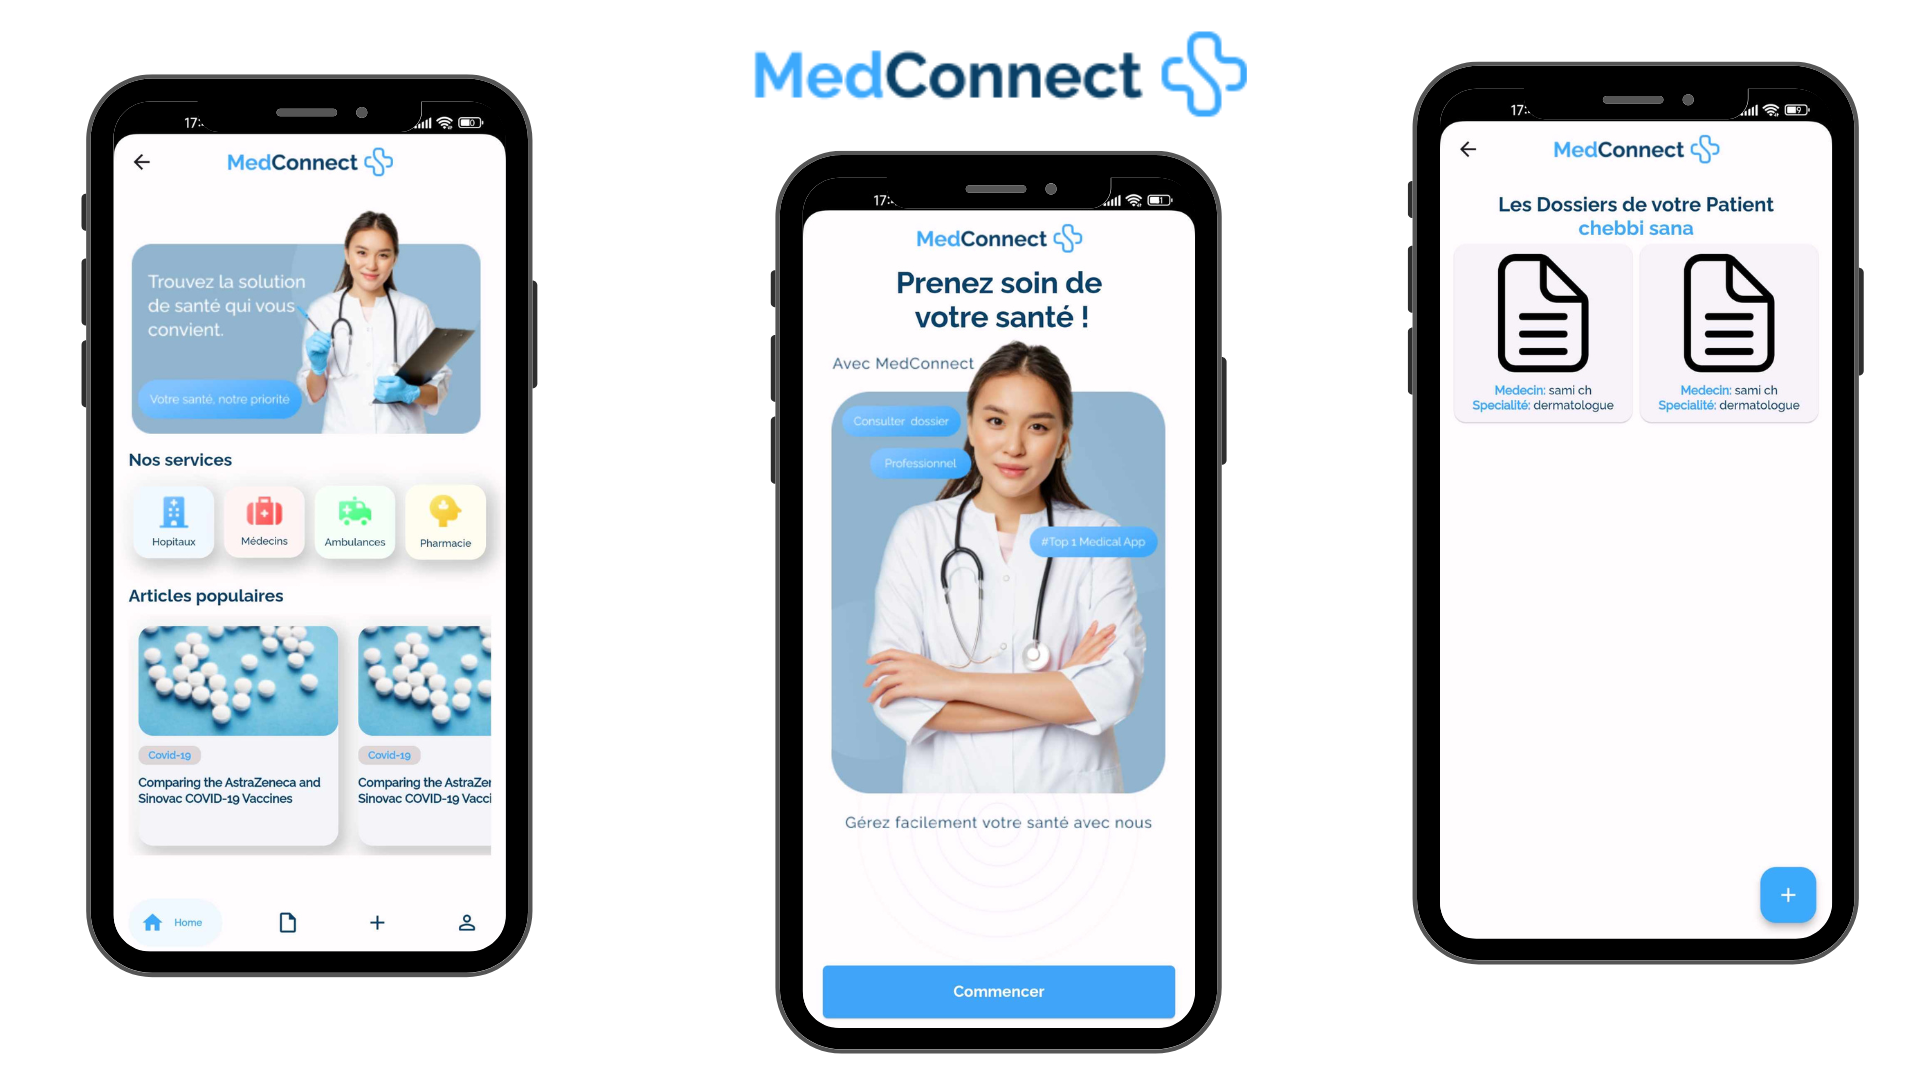 MedConnect
17:
MedConnect
Trouvez la solution
de santé qui vous
convient.
Votre santé, notre priorité
Nos services
Hopitaux
Médecins
Ambulances
Pharmacie
Articles populaires
Covid-19
Comparing the AstraZeneca and
Sinovac COVID-19 Vaccines
Covid-19
Comparing the AstraZe
Sinovac COVID-19 Vacci
Home
17:
MedConnect
Prenez soin de
votre santé !
Avec MedConnect
Consulter dossier
Professionnel
#Top 1 Medical App
Gérez facilement votre santé avec nous
Commencer
17:
MedConnect
Les Dossiers de votre Patient
chebbi sana
Medecin: sami ch
Specialité: dermatologue
Medecin: sami ch
Specialité: dermatologue